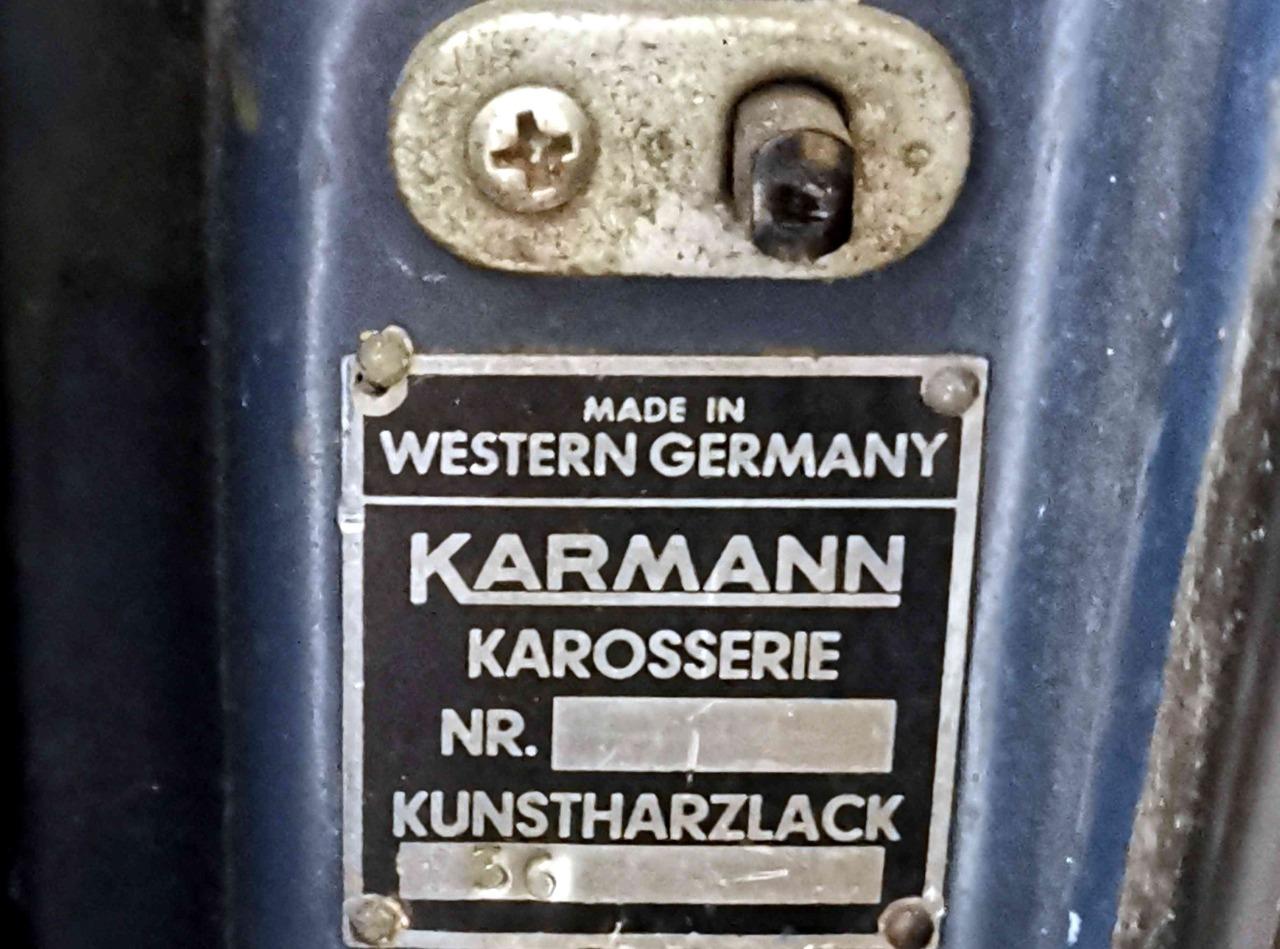 MADE IN
WESTERN GERMANY
KARMANN
KAROSSERIE
NR.
KUNSTHARZLACK
36